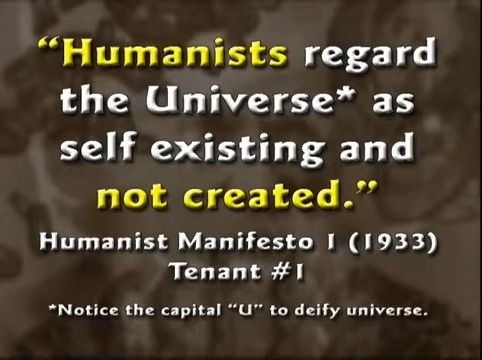 “Humanists regard
the Universe* as
self existing and
not created.”
Humanist Manifesto 1 (1933)
Tenant #1
*Notice the capital “U” to deify universe.